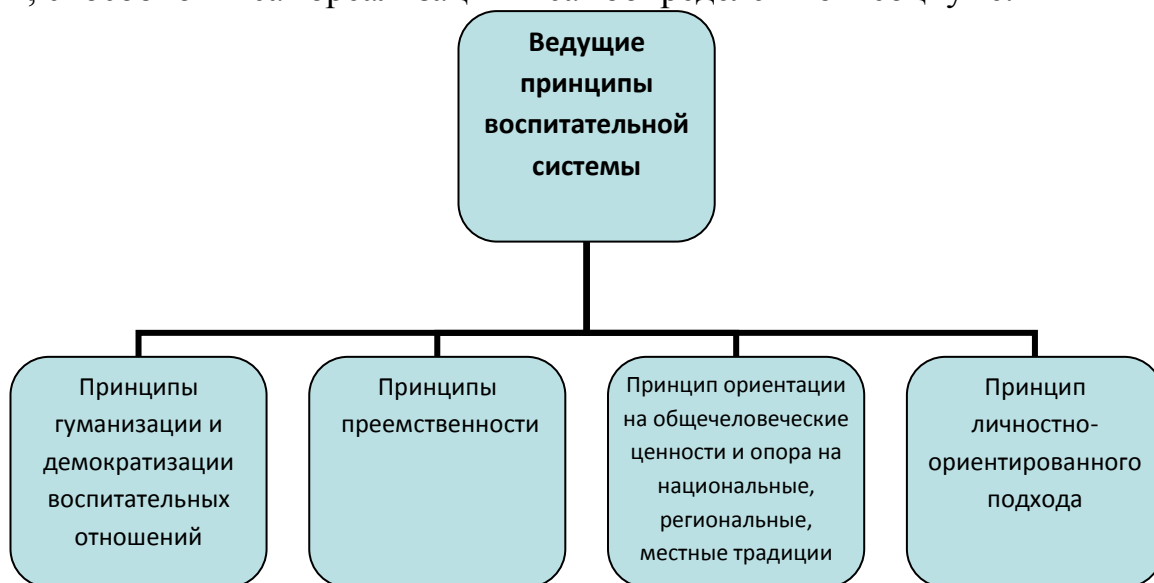 Ведущие
принципы
воспитательной
системы
Принципы
гуманизации и
демократизации
воспитательных
отношений
Принципы
преемственности
Принцип ориентации
на общечеловеческие
ценности и опора на
национальные,
региональные,
местные традиции
Принцип
личностно-
ориентированного
подхода